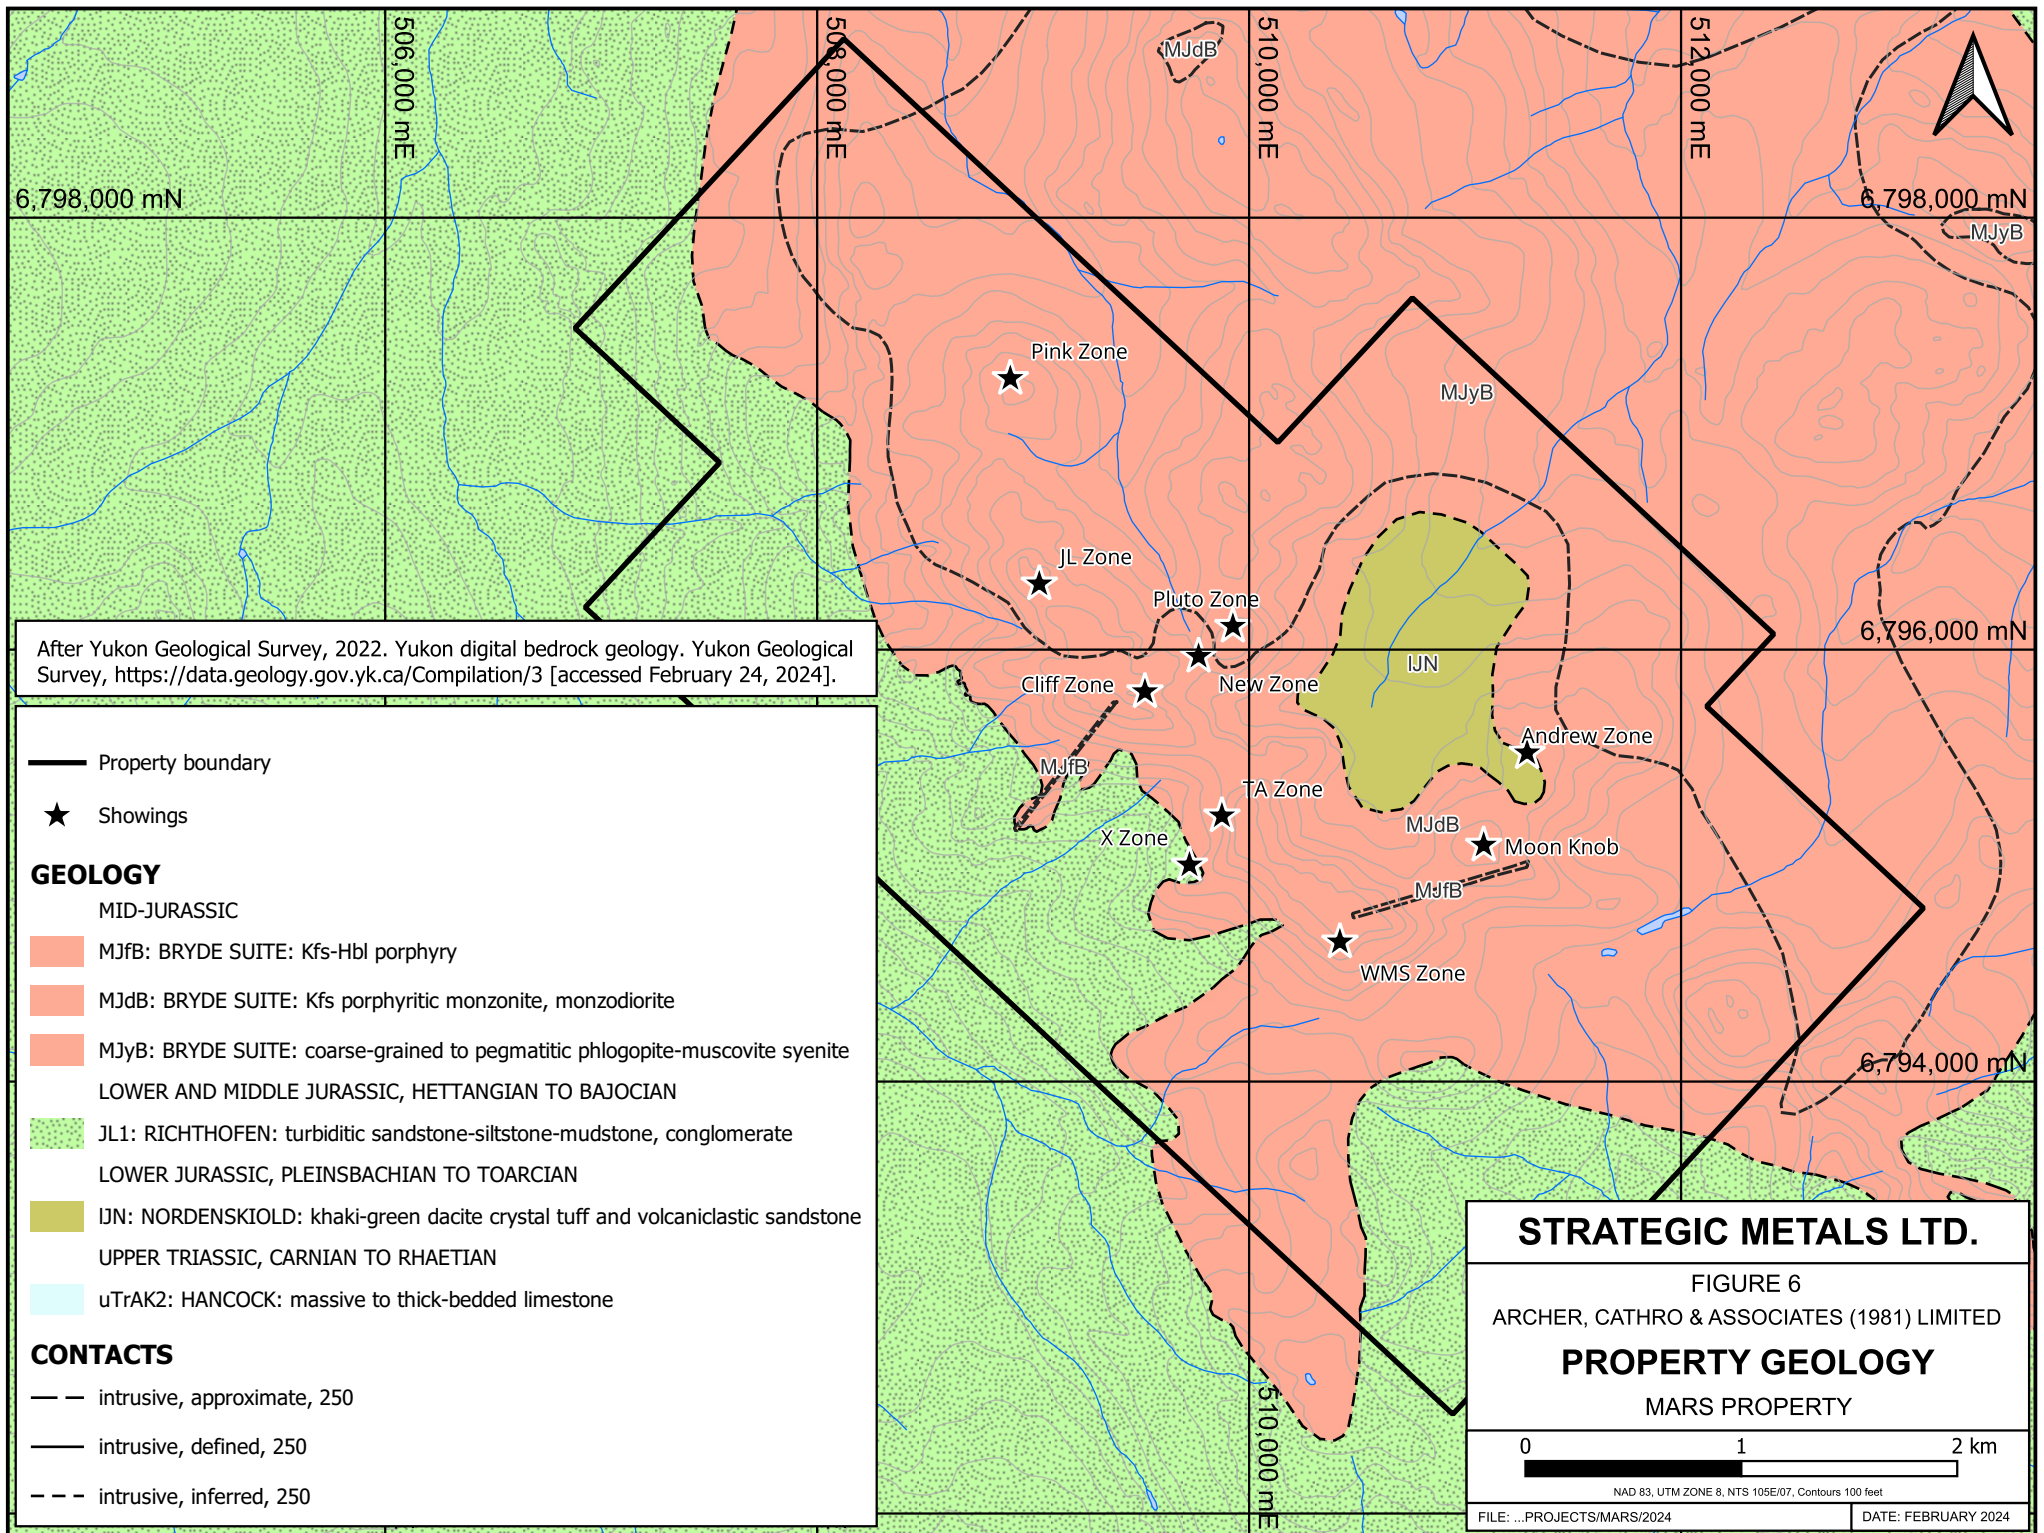 506,000 mE
508,000 mE
510,000 mE
512,000 mE
MJdB
6,798,000 mN
6,798,000 mN
MJyB
Pink Zone
MJyB
JL Zone
Pluto Zone
6,796,000 mN
IJN
Cliff Zone
New Zone
Andrew Zone
MJfB
TA Zone
MJdB
X Zone
Moon Knob
MJfB
WMS Zone
6,794,000 mN
510,000 mE
After Yukon Geological Survey, 2022. Yukon digital bedrock geology. Yukon Geological
Survey, https://data.geology.gov.yk.ca/Compilation/3 [accessed February 24, 2024].
Property boundary
Showings
GEOLOGY
MID-JURASSIC
MJfB: BRYDE SUITE: Kfs-Hbl porphyry
MJdB: BRYDE SUITE: Kfs porphyritic monzonite, monzodiorite
MJyB: BRYDE SUITE: coarse-grained to pegmatitic phlogopite-muscovite syenite
LOWER AND MIDDLE JURASSIC, HETTANGIAN TO BAJOCIAN
JL1: RICHTHOFEN: turbiditic sandstone-siltstone-mudstone, conglomerate
LOWER JURASSIC, PLEINSBACHIAN TO TOARCIAN
IJN: NORDENSKIOLD: khaki-green dacite crystal tuff and volcaniclastic sandstone
UPPER TRIASSIC, CARNIAN TO RHAETIAN
uTrAK2: HANCOCK: massive to thick-bedded limestone
CONTACTS
intrusive, approximate, 250
intrusive, defined, 250
intrusive, inferred, 250
STRATEGIC METALS LTD.
FIGURE 6
ARCHER, CATHRO & ASSOCIATES (1981) LIMITED
PROPERTY GEOLOGY
MARS PROPERTY
0 1 2 km
NAD 83, UTM ZONE 8, NTS 105E/07, Contours 100 feet
FILE: ...PROJECTS/MARS/2024
DATE: FEBRUARY 2024